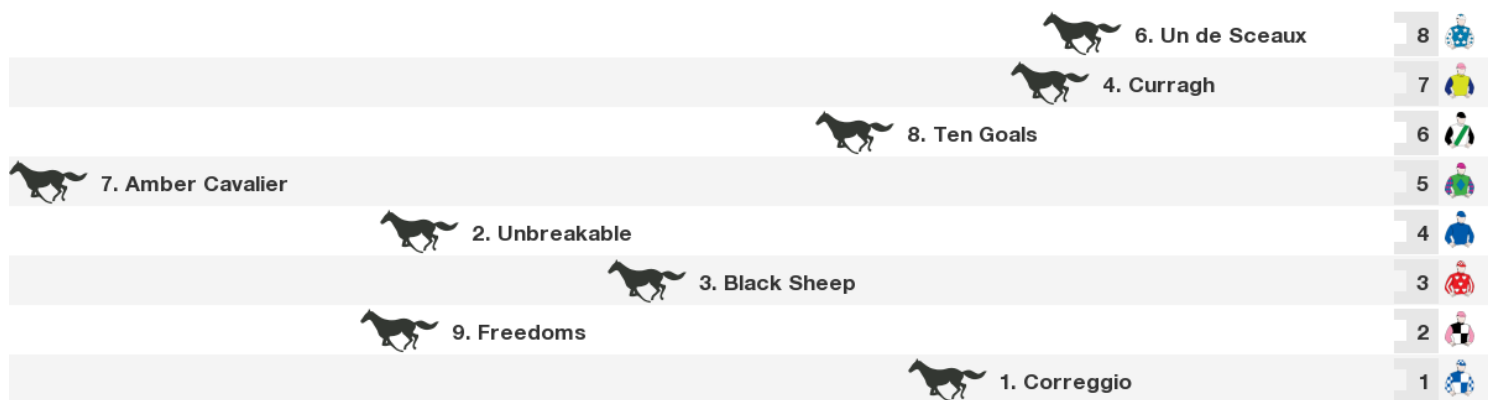 6. Un de Sceaux 8
4. Curragh 7
8. Ten Goals 6
7. Amber Cavalier 5
2. Unbreakable 4
3. Black Sheep 3
9. Freedoms 2
1. Correggio 1